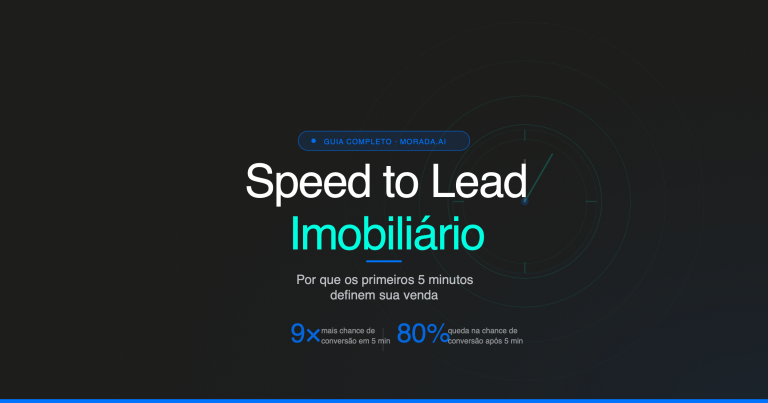 GUIA COMPLETO · MORADA.AI
Speed to Lead
Imobiliário
Por que os primeiros 5 minutos
definem sua venda
9× mais chance de
conversão em 5 min
80% queda na chance de
conversão após 5 min